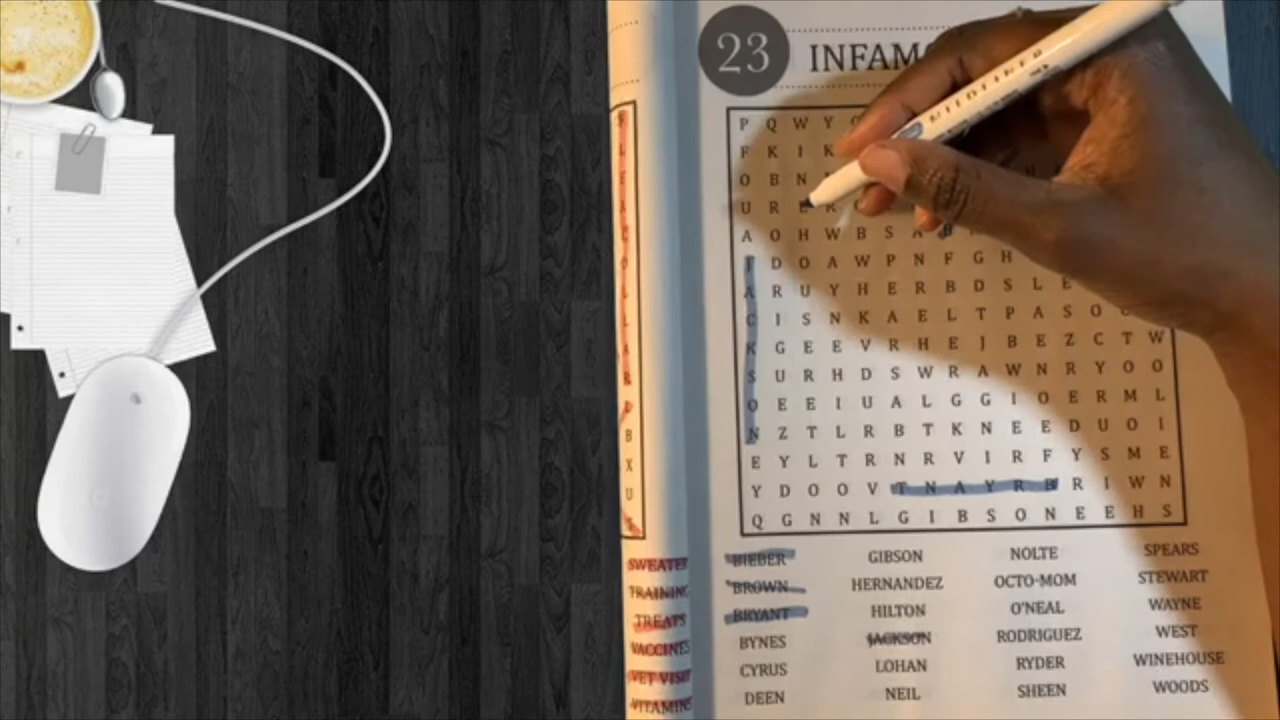 23 INFAM
P Q W Y
F K I K
O B N
U R E R
A O H W B S A B
J D O A W P N F G H
A R U Y H E R B D S L E
C I S N K A E L T P A S O
K G E E V R H E J B E Z C T W
S U R H D S W R A W N R Y O O
O E E I U A L G G I O E R M L
N Z T L R B T K N E E D U O I
E Y L T R N R V I R F Y S M E
Y D O O V T N A Y R B R I W N
Q G N N L G I B S O N E E H S
SWEATER
TRAINING
TREATS
VACCINES
VET VISIT
VITAMINS
BIEBER GIBSON NOLTE SPEARS
BROWN HERNANDEZ OCTO-MOM STEWART
BRYANT HILTON O'NEAL WAYNE
BYNES JACKSON RODRIGUEZ WEST
CYRUS LOHAN RYDER WINEHOUSE
DEEN NEIL SHEEN WOODS